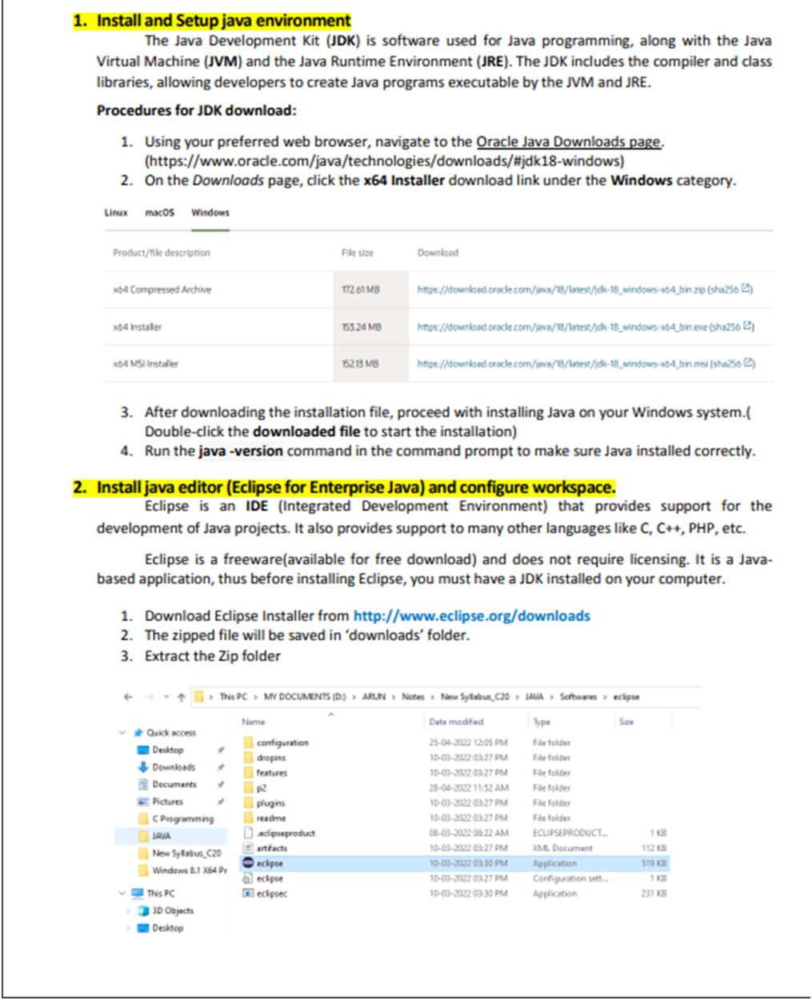 1. Install and Setup java environment
The Java Development Kit (JDK) is software used for Java programming, along with the Java
Virtual Machine (JVM) and the Java Runtime Environment (JRE). The JDK includes the compiler and class
libraries, allowing developers to create Java programs executable by the JVM and JRE.
Procedures for JDK download:
1. Using your preferred web browser, navigate to the Oracle Java Downloads page.
(https://www.oracle.com/java/technologies/downloads/#jdk18-windows)
2. On the Downloads page, click the x64 Installer download link under the Windows category.
Linux macOS Windows
Product/file description File size Download
x64 Compressed Archive 172.61 MB https://download.oracle.com/java/18/latest/jdk-18_windows-x64_bin.zip (sha256)
x64 Installer 153.24 MB https://download.oracle.com/java/18/latest/jdk-18_windows-x64_bin.exe (sha256)
x64 MSI Installer 152.13 MB https://download.oracle.com/java/18/latest/jdk-18_windows-x64_bin.msi (sha256)
3. After downloading the installation file, proceed with installing Java on your Windows system.(
Double-click the downloaded file to start the installation)
4. Run the java -version command in the command prompt to make sure Java installed correctly.
2. Install java editor (Eclipse for Enterprise Java) and configure workspace.
Eclipse is an IDE (Integrated Development Environment) that provides support for the
development of Java projects. It also provides support to many other languages like C, C++, PHP, etc.
Eclipse is a freeware(available for free download) and does not require licensing. It is a Java-
based application, thus before installing Eclipse, you must have a JDK installed on your computer.
1. Download Eclipse Installer from http://www.eclipse.org/downloads
2. The zipped file will be saved in ‘downloads’ folder.
3. Extract the Zip folder
This PC > MY DOCUMENTS (D:) > ARUN > Notes > New Syllabus_C20 > JAVA > Softwares > eclipse
Name Date modified Type Size
Quick access
Desktop
Downloads
Documents
Pictures
C Programming
JAVA
New Syllabus_C20
Windows 8.1 X64 Pr
This PC
3D Objects
Desktop
configuration 25-04-2022 12:05 PM File folder
dropins 10-03-2022 03:27 PM File folder
features 10-03-2022 03:27 PM File folder
p2 28-04-2022 11:52 AM File folder
plugins 10-03-2022 03:27 PM File folder
readme 10-03-2022 03:27 PM File folder
.eclipseproduct 08-03-2022 08:22 AM ECLIPSEPRODUCT... 1 KB
artifacts 10-03-2022 03:27 PM XML Document 112 KB
eclipse 10-03-2022 03:30 PM Application 519 KB
eclipse 10-03-2022 03:27 PM Configuration sett... 1 KB
eclipsec 10-03-2022 03:30 PM Application 231 KB